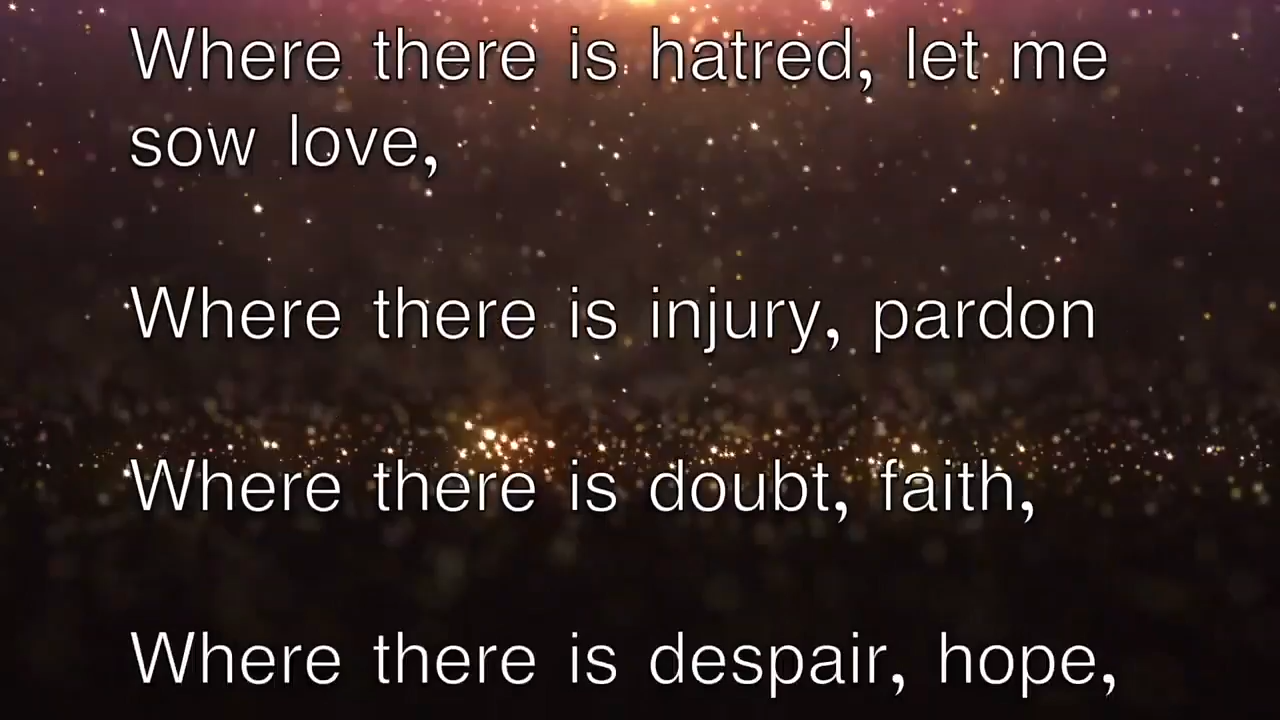 Where there is hatred, let me
sow love,
Where there is injury, pardon
Where there is doubt, faith,
Where there is despair, hope,